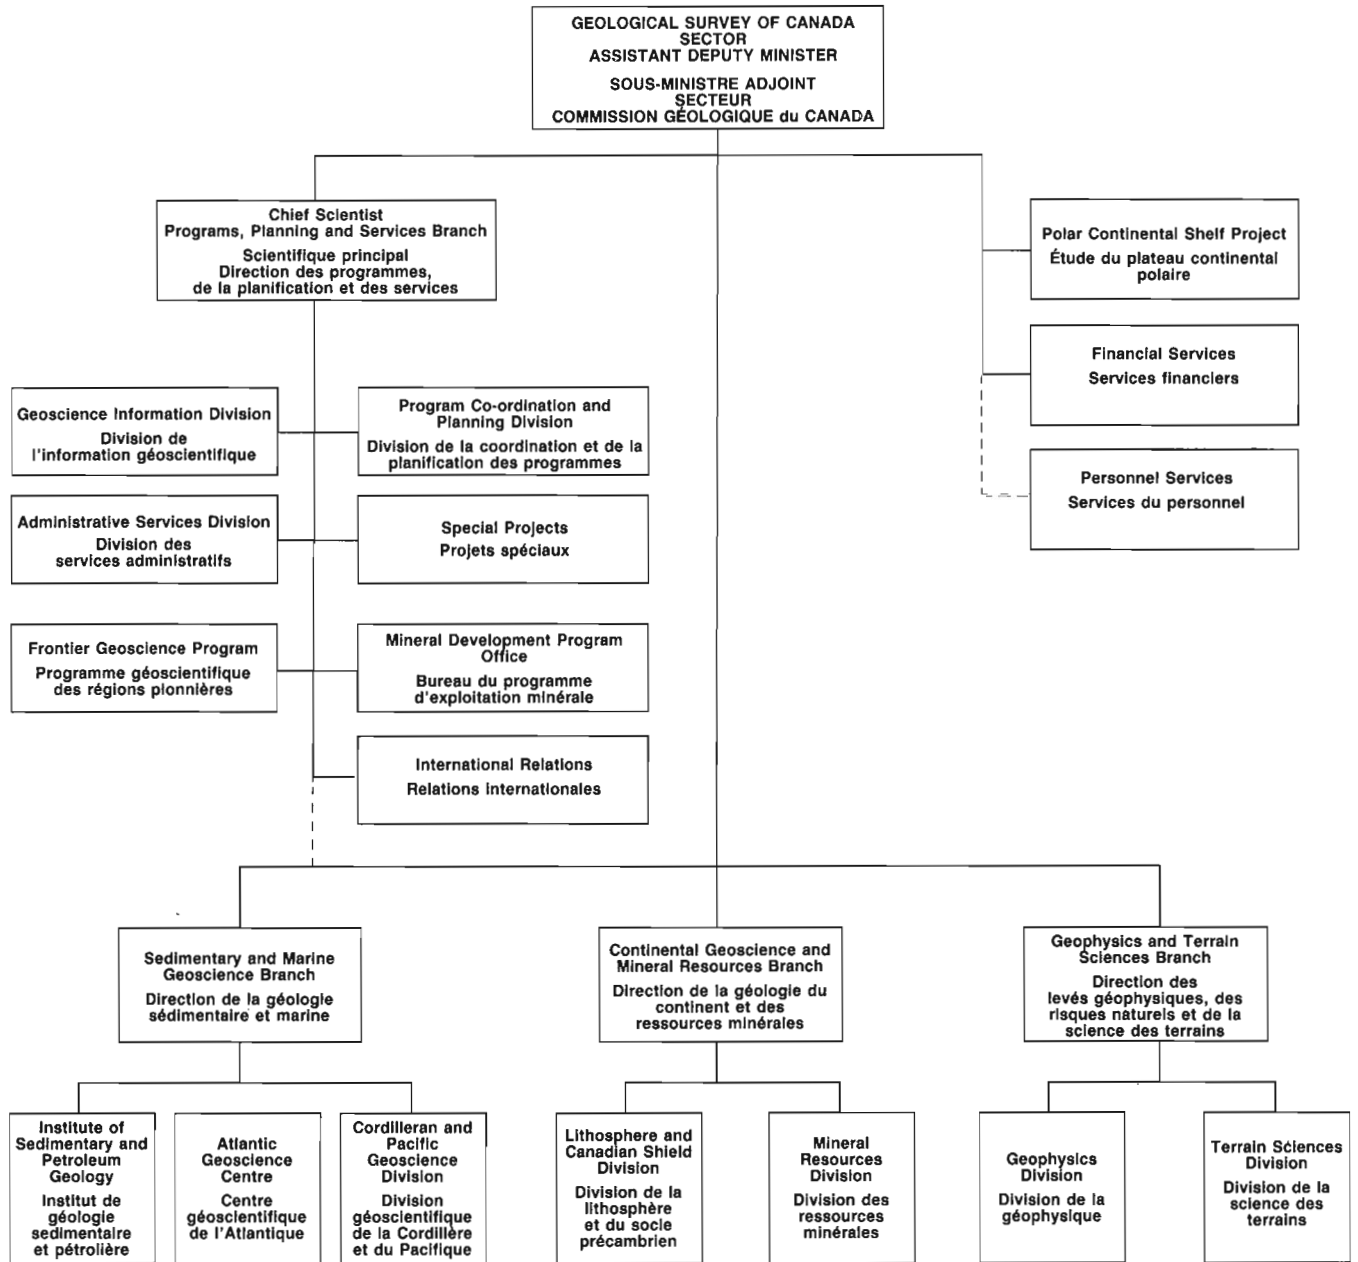 GEOLOGICAL SURVEY OF CANADA
SECTOR
ASSISTANT DEPUTY MINISTER
SOUS-MINISTRE ADJOINT
SECTEUR
COMMISSION GÉOLOGIQUE du CANADA
Chief Scientist
Programs, Planning and Services Branch
Scientifique principal
Direction des programmes,
de la planification et des services
Polar Continental Shelf Project
Étude du plateau continental
polaire
Financial Services
Services financiers
Personnel Services
Services du personnel
Geoscience Information Division
Division de
l'information géoscientifique
Program Co-ordination and
Planning Division
Division de la coordination et de la
planification des programmes
Administrative Services Division
Division des
services administratifs
Special Projects
Projets spéciaux
Frontier Geoscience Program
Programme géoscientifique
des régions pionnières
Mineral Development Program
Office
Bureau du programme
d'exploitation minérale
International Relations
Relations internationales
Sedimentary and Marine
Geoscience Branch
Direction de la géologie
sédimentaire et marine
Continental Geoscience and
Mineral Resources Branch
Direction de la géologie du
continent et des
ressources minérales
Geophysics and Terrain
Sciences Branch
Direction des
levés géophysiques, des
risques naturels et de la
science des terrains
Institute of
Sedimentary and
Petroleum
Geology
Institut de
géologie
sedimentaire
et pétrolière
Atlantic
Geoscience
Centre
Centre
géoscientifique
de l'Atlantique
Cordilleran and
Pacific
Geoscience
Division
Division
géoscientifique
de la Cordillère
et du Pacifique
Lithosphere and
Canadian Shield
Division
Division de la
lithosphère
et du socle
précambrien
Mineral
Resources
Division
Division des
ressources
minérales
Geophysics
Division
Division de la
géophysique
Terrain Sciences
Division
Division de la
science des
terrains